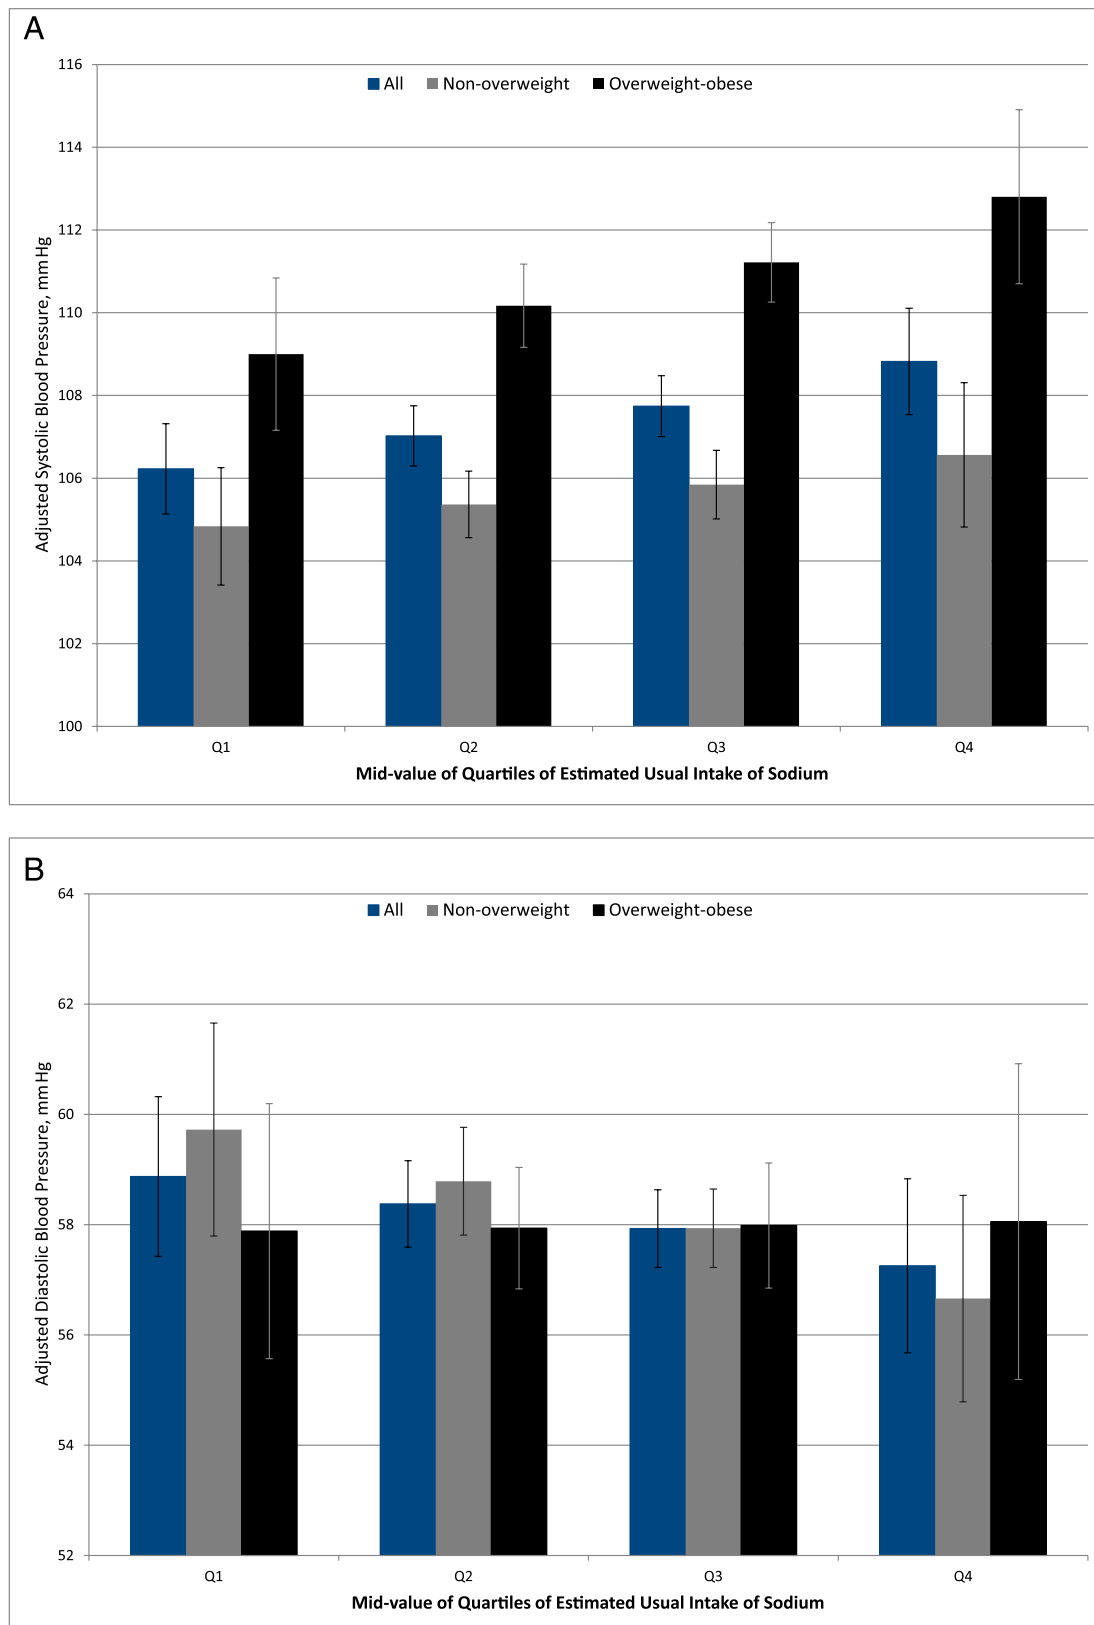 A
116
All Non-overweight Overweight-obese
114
112
110
108
106
104
102
100
Adjusted Systolic Blood Pressure, mm Hg
Q1 Q2 Q3 Q4
Mid-value of Quartiles of Estimated Usual Intake of Sodium
B
64
All Non-overweight Overweight-obese
62
60
58
56
54
52
Adjusted Diastolic Blood Pressure, mm Hg
Q1 Q2 Q3 Q4
Mid-value of Quartiles of Estimated Usual Intake of Sodium